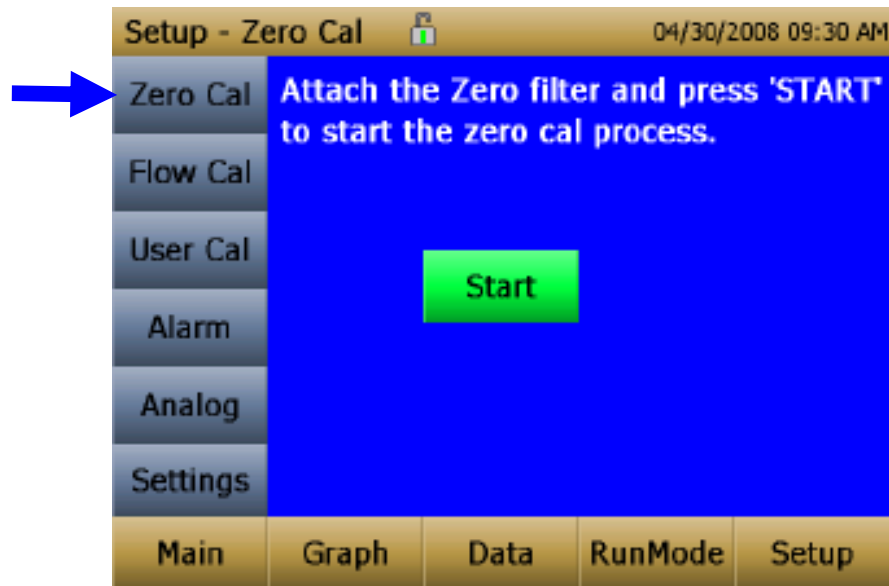 Setup - Zero Cal 04/30/2008 09:30 AM
Zero Cal
Attach the Zero filter and press 'START'
to start the zero cal process.
Flow Cal
User Cal
Start
Alarm
Analog
Settings
Main Graph Data RunMode Setup